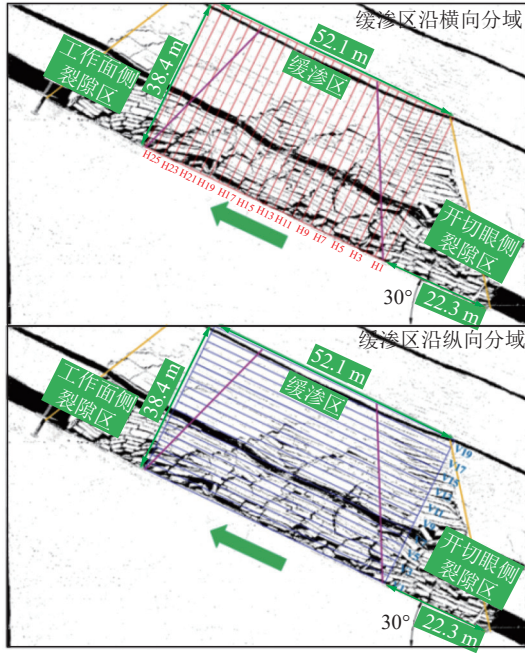 缓渗区沿横向分域
52.1 m
缓渗区
工作面侧
裂隙区
38.4 m
H25
H23
H21
H19
H17
H15
H13
H11
H9
H7
H5
H3
H1
开切眼侧
裂隙区
30°
22.3 m
缓渗区沿纵向分域
52.1 m
缓渗区
工作面侧
裂隙区
38.4 m
V19
V17
V15
开切眼侧
裂隙区
30°
22.3 m